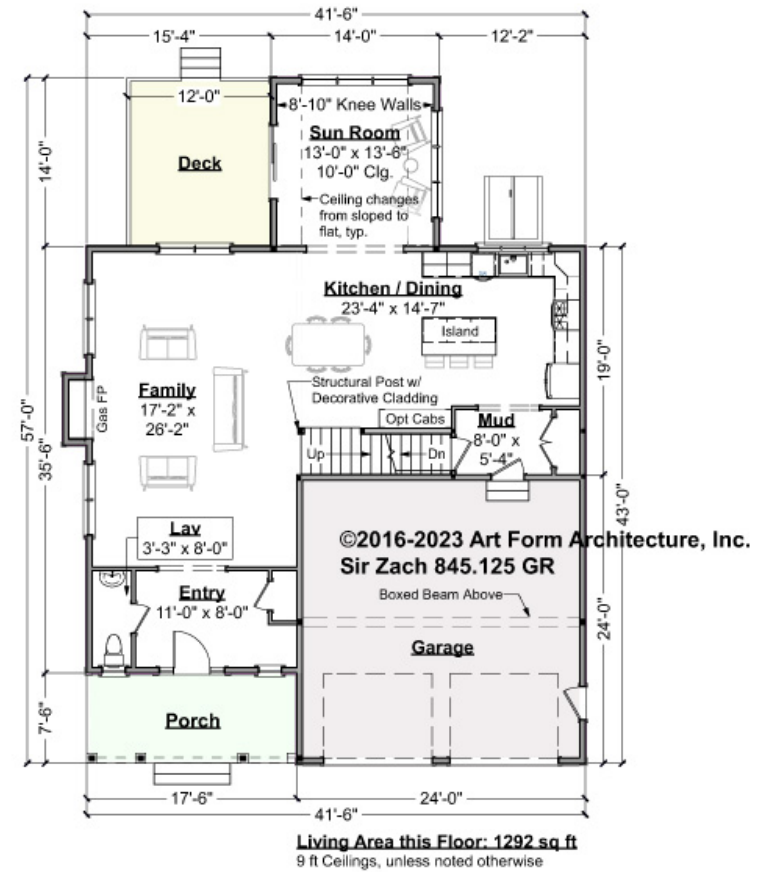 41'-6"
15'-4"
14'-0"
12'-2"
12'-0"
8'-10" Knee Walls
Sun Room
13'-0" x 13'-6"
10'-0" Clg.
Deck
14'-0"
Ceiling changes
from sloped to
flat, typ.
Kitchen / Dining
23'-4" x 14'-7"
Island
19'-0"
Structural Post w/
Decorative Cladding
Family
17'-2" x
26'-2"
Gas FP
Opt Cabs
Mud
8'-0" x
5'-4"
57'-0"
35'-6"
Up
Dn
43'-0"
Lav
3'-3" x 8'-0"
©2016-2023 Art Form Architecture, Inc.
Sir Zach 845.125 GR
Entry
11'-0" x 8'-0"
Boxed Beam Above
24'-0"
Garage
Porch
7'-6"
17'-6"
24'-0"
41'-6"
Living Area this Floor: 1292 sq ft
9 ft Ceilings, unless noted otherwise